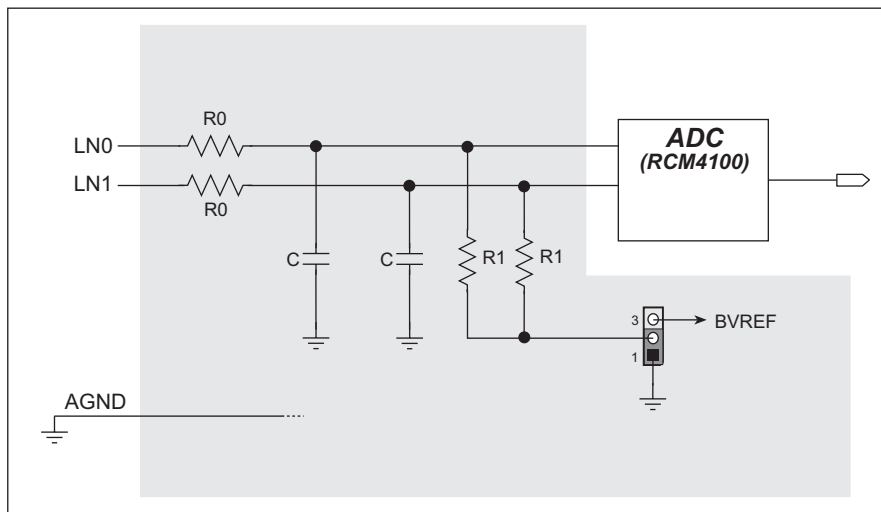 R0
LN0
ADC
(RCM4100)
LN1
R0
C
C
R1
R1
3
BVREF
1
AGND